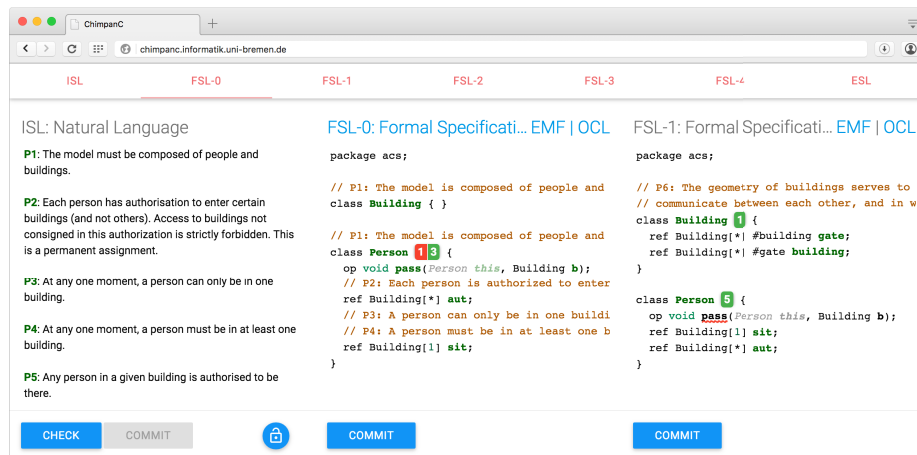 ChimpanC
chimpanc.informatik.uni-bremen.de
ISL FSL-0 FSL-1 FSL-2 FSL-3 FSL-4 ESL
ISL: Natural Language
P1: The model must be composed of people and
buildings.
P2: Each person has authorisation to enter certain
buildings (and not others). Access to buildings not
consigned in this authorization is strictly forbidden. This
is a permanent assignment.
P3: At any one moment, a person can only be in one
building.
P4: At any one moment, a person must be in at least one
building.
P5: Any person in a given building is authorised to be
there.
CHECK COMMIT
FSL-0: Formal Specificati... EMF | OCL
package acs;
// P1: The model is composed of people and
class Building { }
// P1: The model is composed of people and
class Person 1 3 {
op void pass(Person this, Building b);
// P2: Each person is authorized to enter
ref Building[*] aut;
// P3: A person can only be in one buildi
// P4: A person must be in at least one b
ref Building[1] sit;
}
COMMIT
FSL-1: Formal Specificati... EMF | OCL
package acs;
// P6: The geometry of buildings serves to
// communicate between each other, and in w
class Building 1 {
ref Building[*| #building gate;
ref Building[*| #gate building;
}
class Person 5 {
op void pass(Person this, Building b);
ref Building[1] sit;
ref Building[*] aut;
}
COMMIT